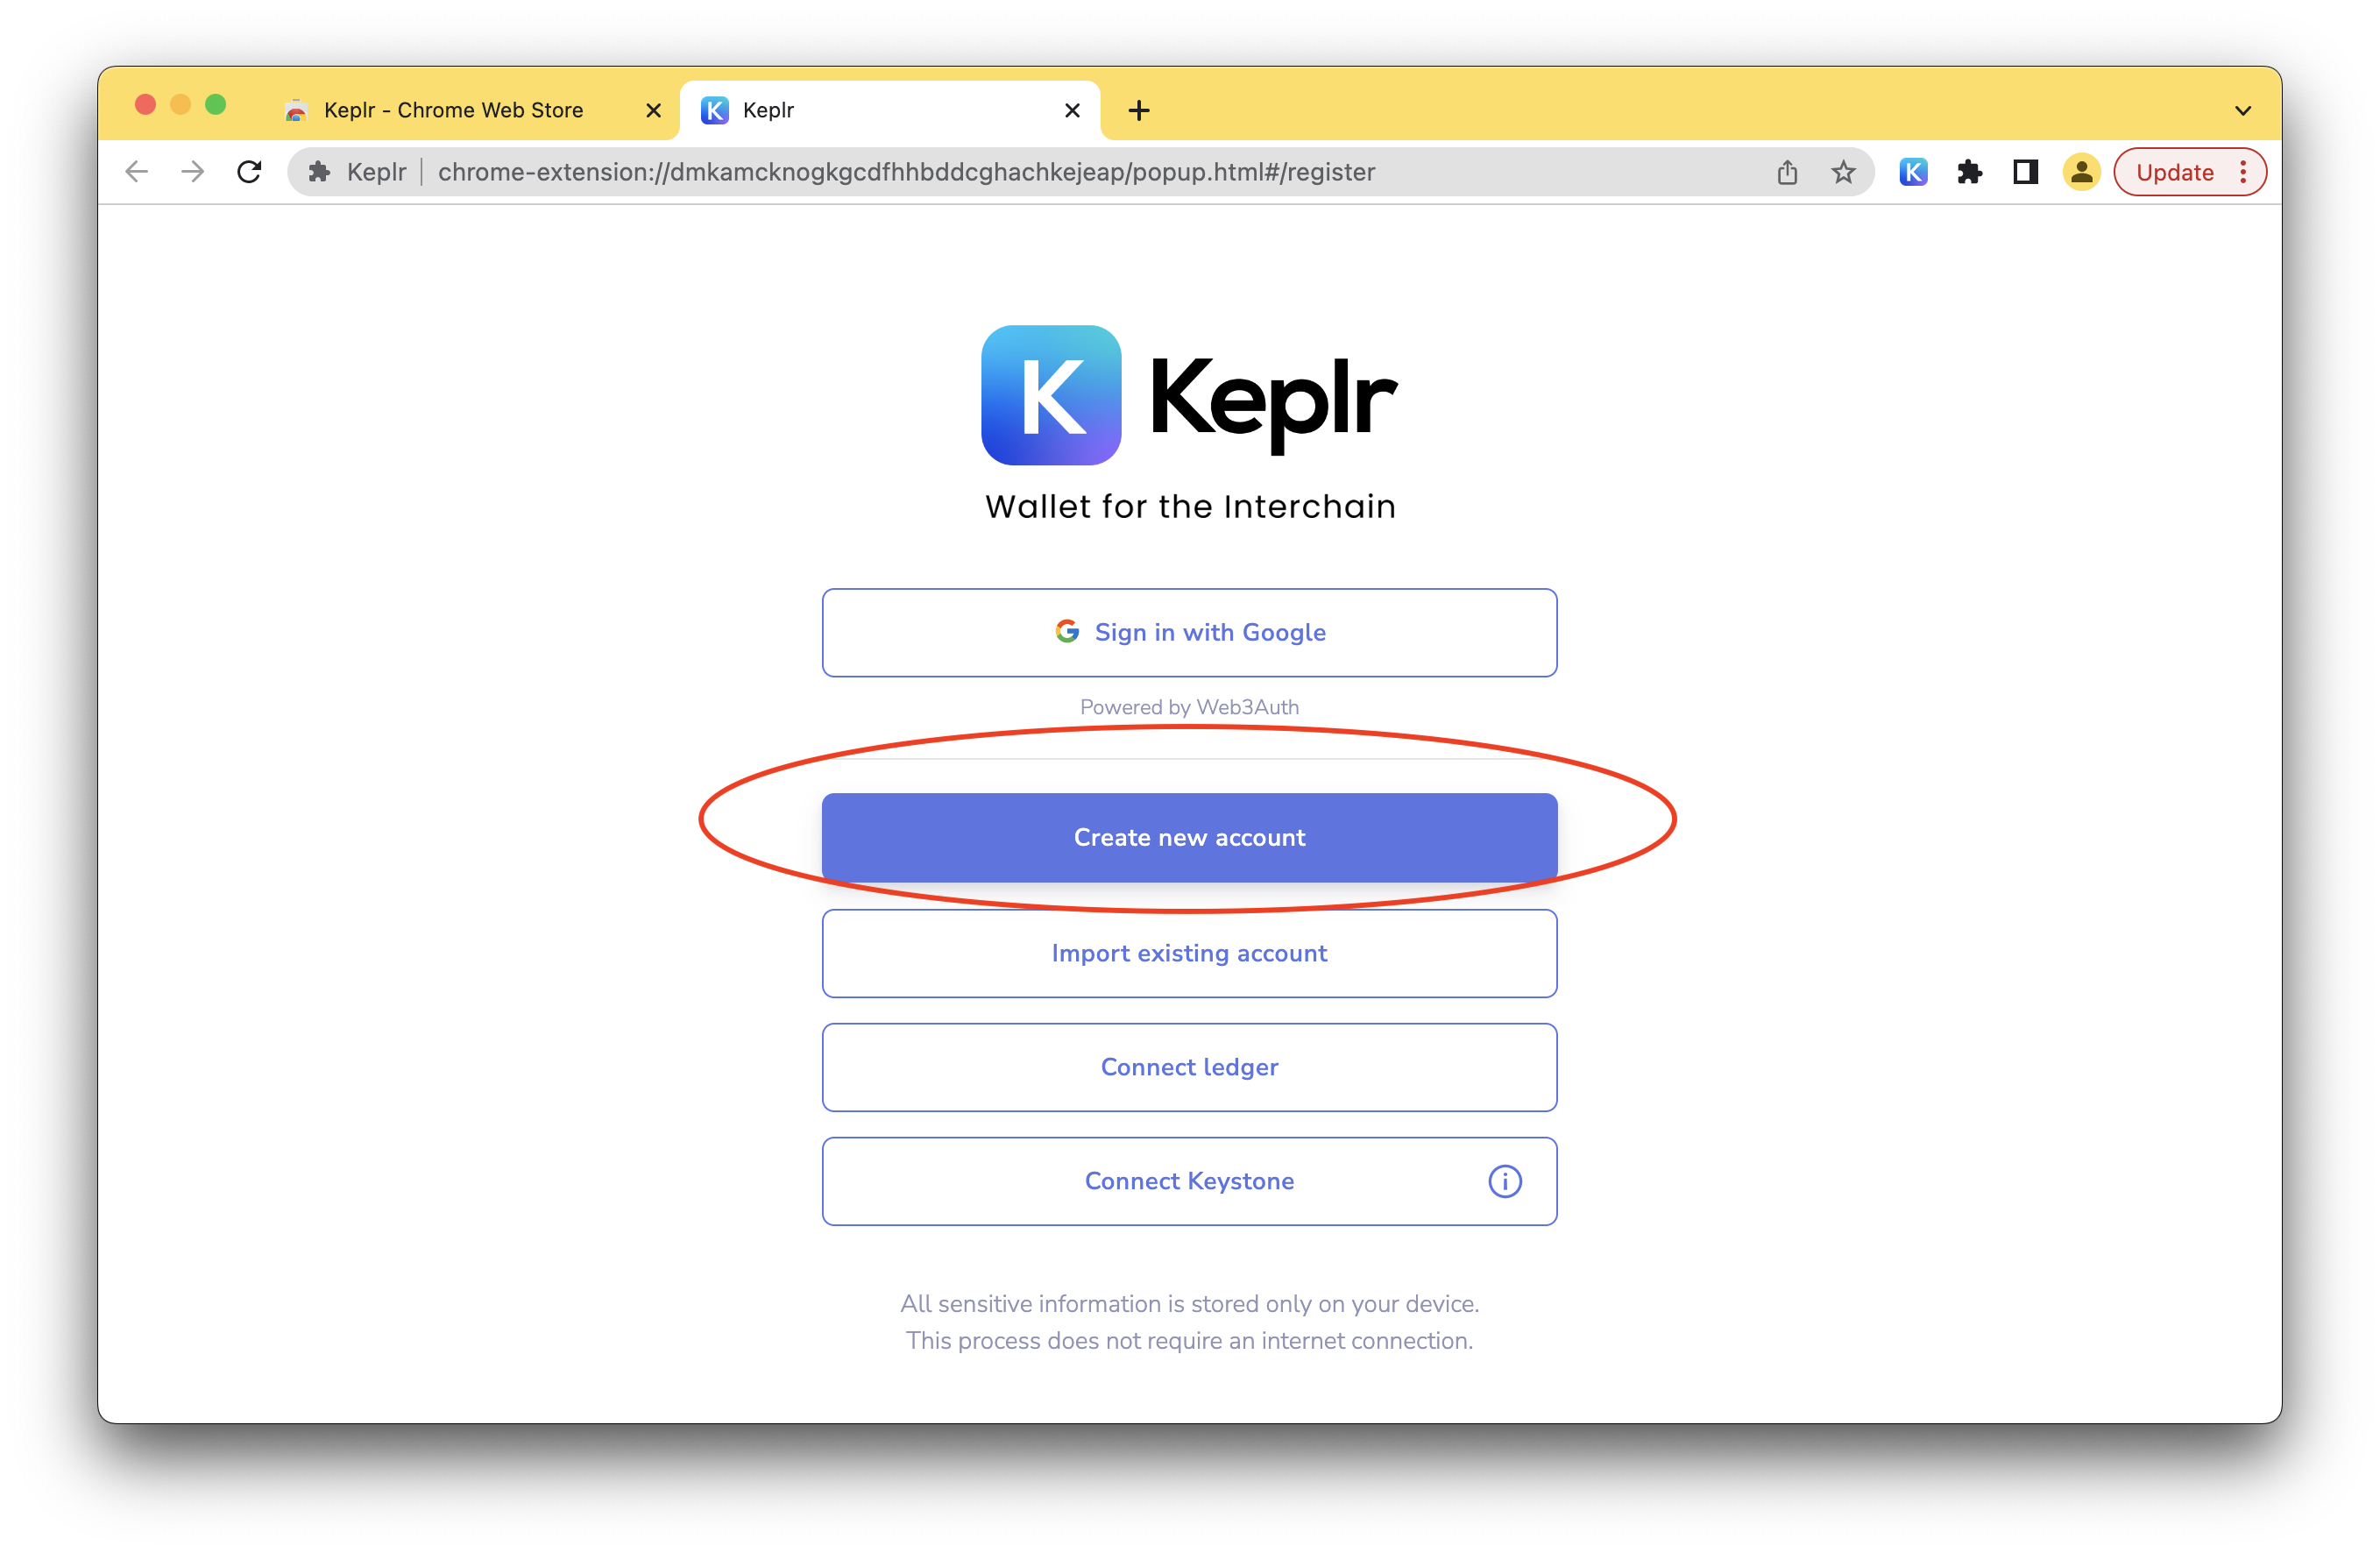 Keplr - Chrome Web Store
Keplr
Keplr | chrome-extension://dmkamcknogkgcdfhhbddcghachkejeap/popup.html#/register
Update
K Keplr
Wallet for the Interchain
Sign in with Google
Powered by Web3Auth
Create new account
Import existing account
Connect ledger
Connect Keystone
All sensitive information is stored only on your device.
This process does not require an internet connection.